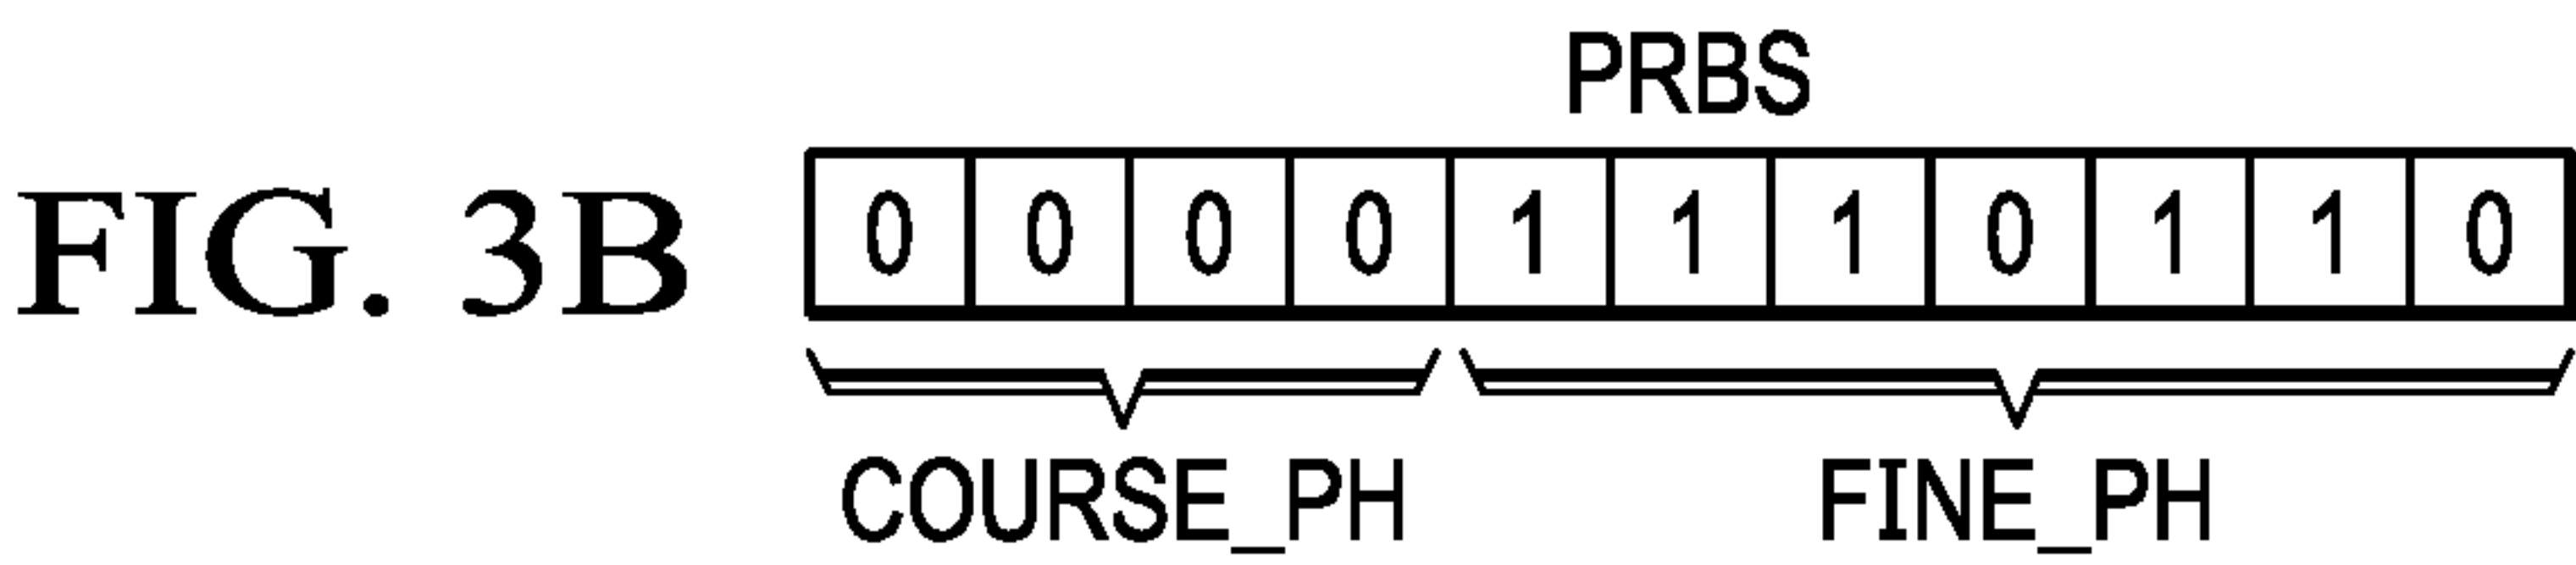 PRBS
FIG. 3B 0 0 0 0 1 1 1 0 1 1 0
COURSE_PH FINE_PH